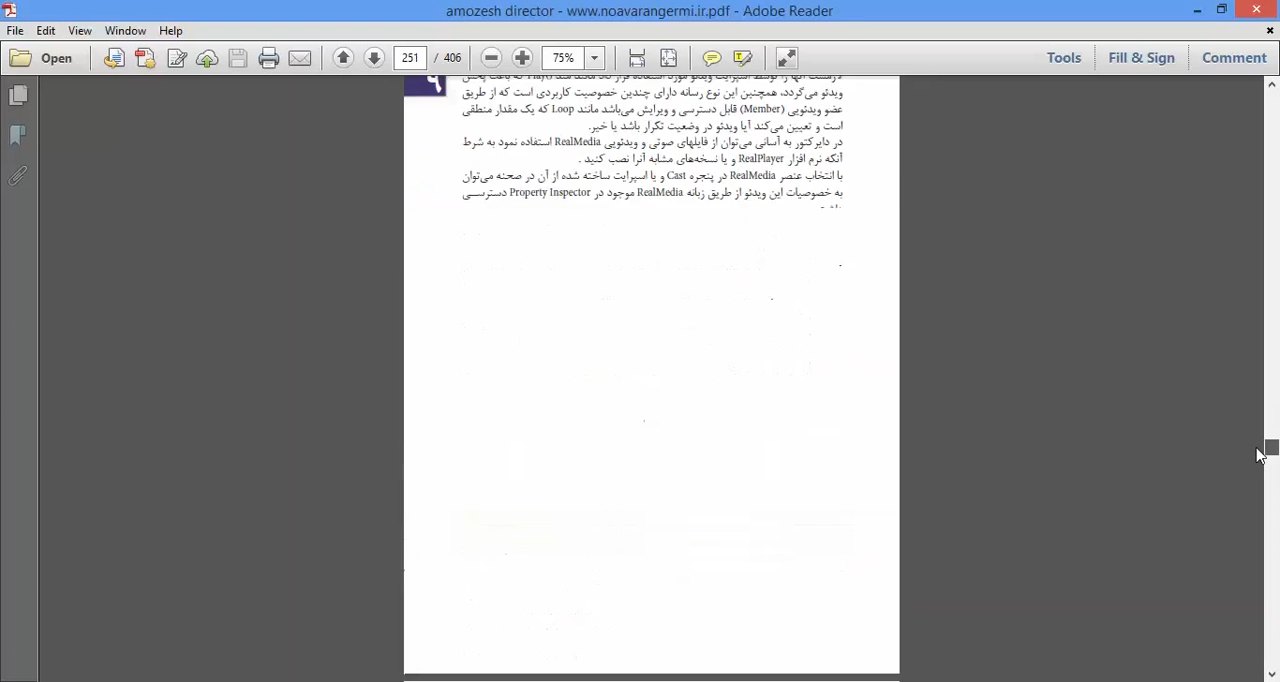 amozesh director - www.noavarangermi.ir.pdf - Adobe Reader
File Edit View Window Help
Open 251 / 406 75% Tools Fill & Sign Comment
۹
ویدئو می‌گردد، همچنین این نوع رسانه دارای چندین خصوصیت کاربردی است که از طریق
عضو ویدئویی (Member) قابل دسترسی و ویرایش می‌باشد مانند Loop که یک مقدار منطقی
است و تعیین می‌کند آیا ویدئو در وضعیت تکرار باشد یا خیر.
در دایرکتور به آسانی می‌توان از فایلهای صوتی و ویدئویی RealMedia استفاده نمود به شرط
آنکه نرم افزار RealPlayer و یا نسخه‌های مشابه آنرا نصب کنید .
با انتخاب عنصر RealMedia در پنجره Cast و یا اسپرایت ساخته شده از آن در صحنه می‌توان
به خصوصیات این ویدئو از طریق زبانه RealMedia موجود در Property Inspector دسترسی